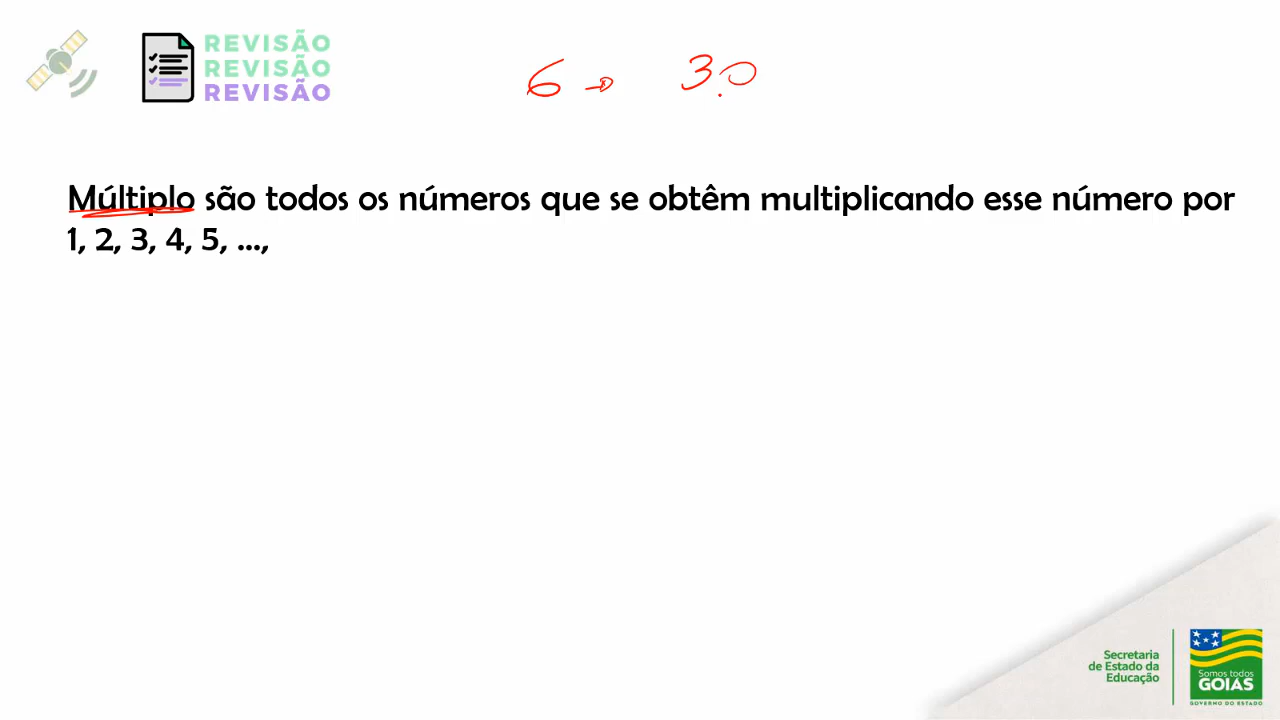 REVISÃO
REVISÃO
REVISÃO
6 → 30
Múltiplo são todos os números que se obtêm multiplicando esse número por
1, 2, 3, 4, 5, ...,
Secretaria
de Estado da
Educação
Somos todos
GOIÁS
GOVERNO DO ESTADO